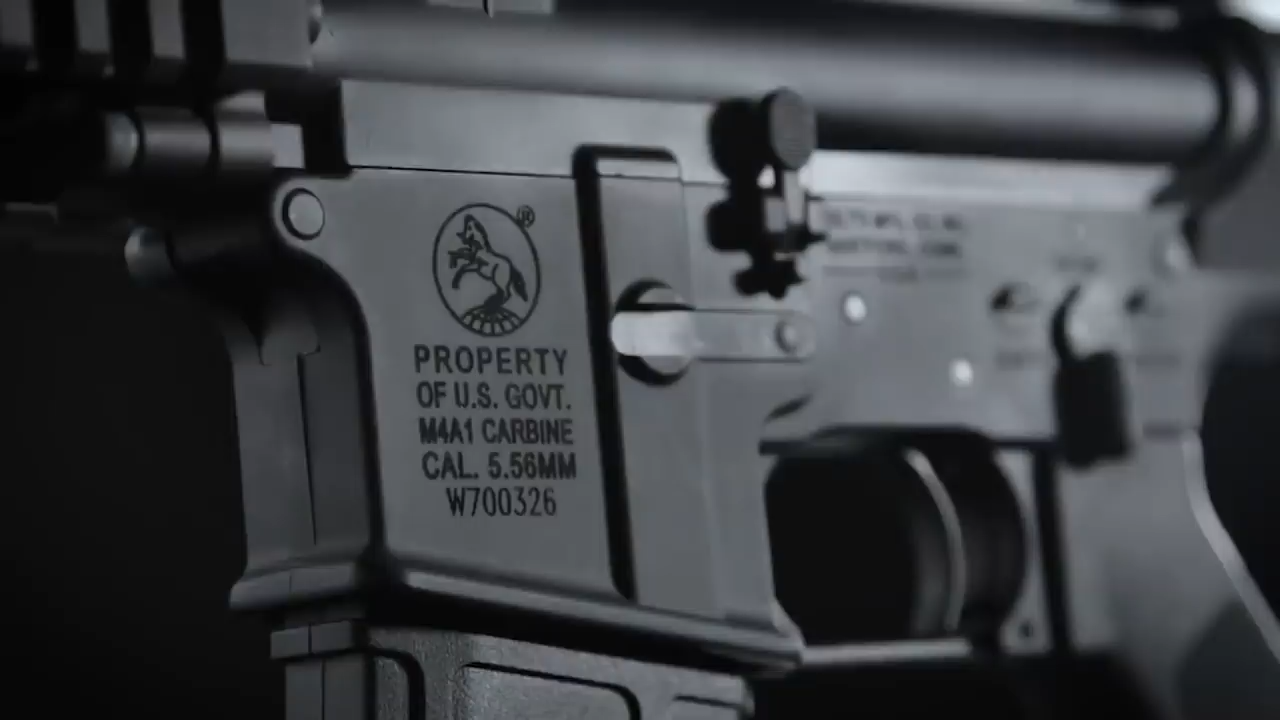 ®
PROPERTY
OF U.S. GOVT.
M4A1 CARBINE
CAL. 5.56MM
W700326